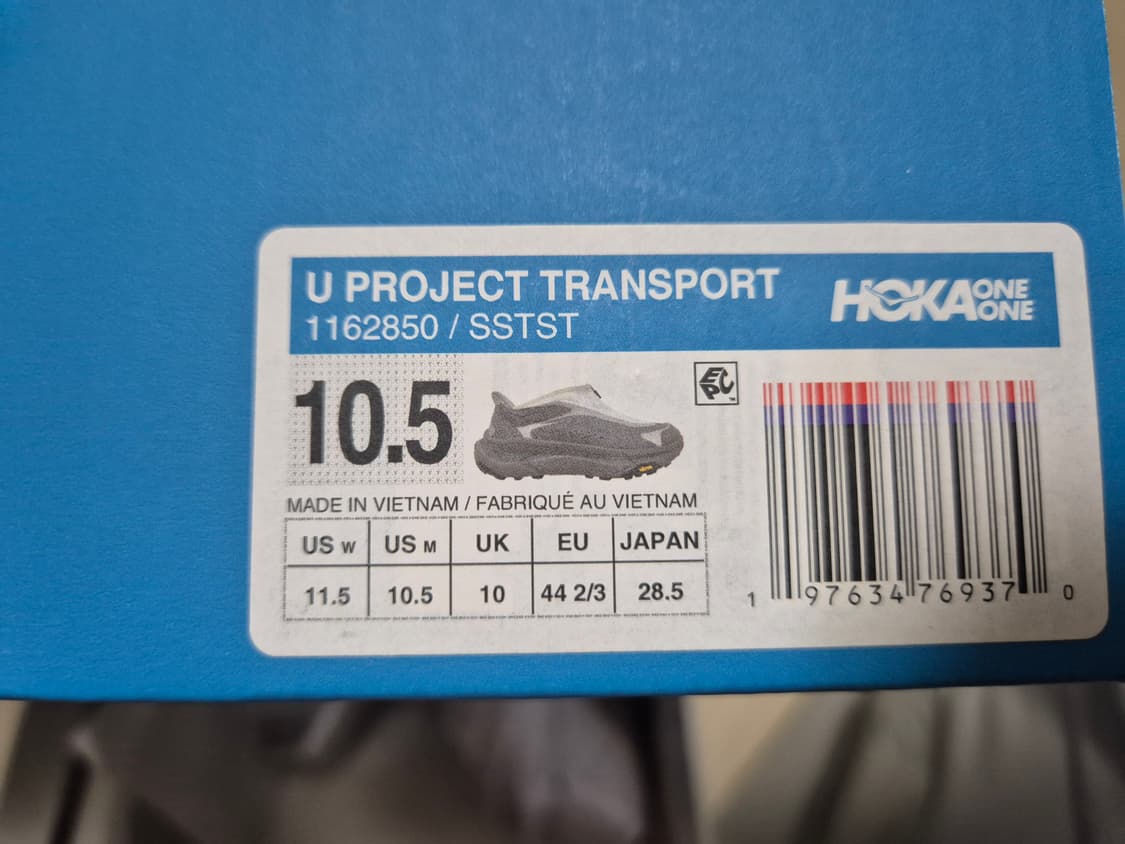 U PROJECT TRANSPORT
1162850 / SSTST
HOKA ONE ONE
10.5
EPC™
MADE IN VIETNAM / FABRIQUÉ AU VIETNAM
US W US M UK EU JAPAN
11.5 10.5 10 44 2/3 28.5
1 97634 76937 0